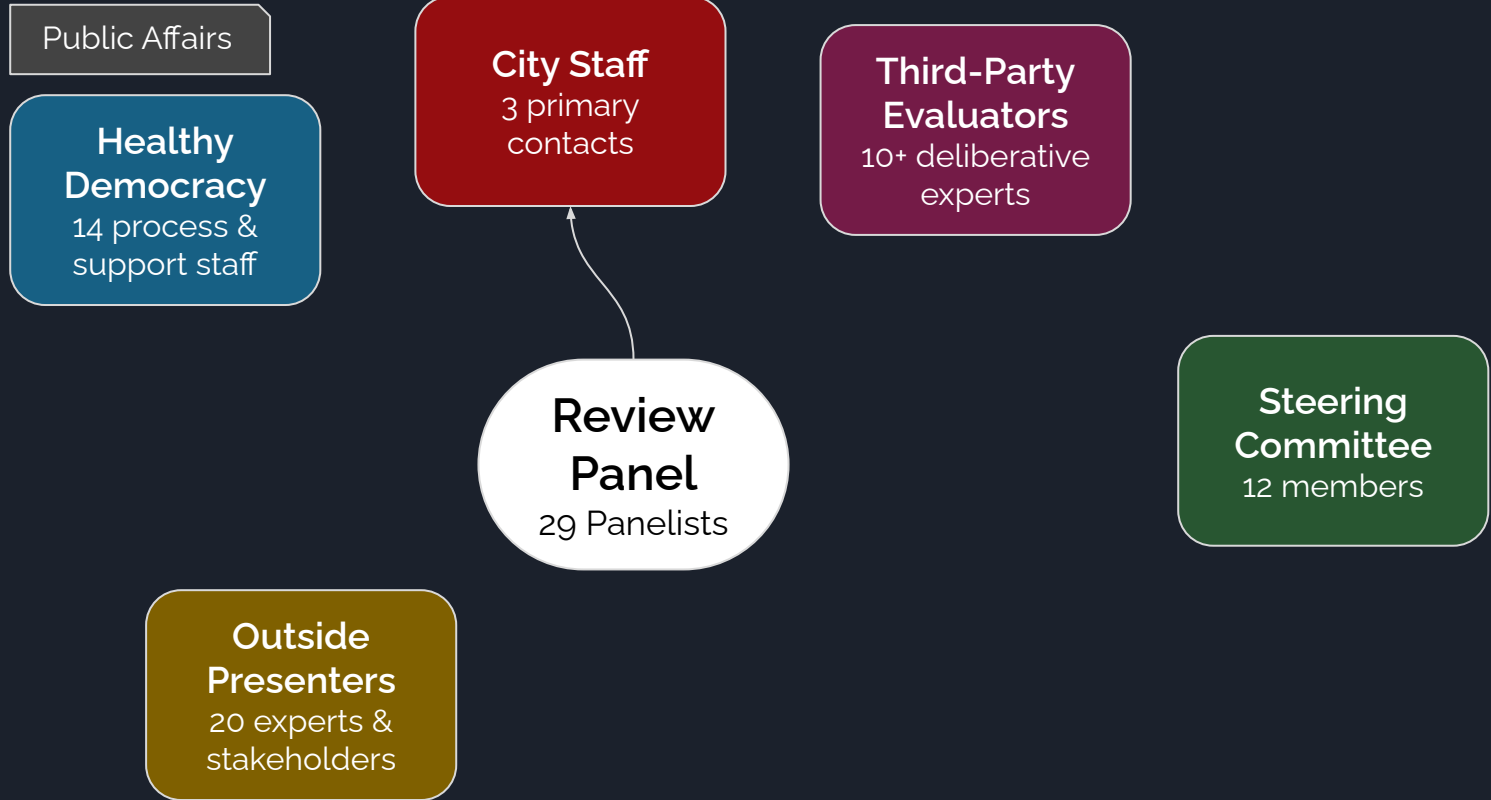 Public Affairs
Healthy
Democracy
14 process &
support staff
City Staff
3 primary
contacts
Third-Party
Evaluators
10+ deliberative
experts
Review
Panel
29 Panelists
Steering
Committee
12 members
Outside
Presenters
20 experts &
stakeholders